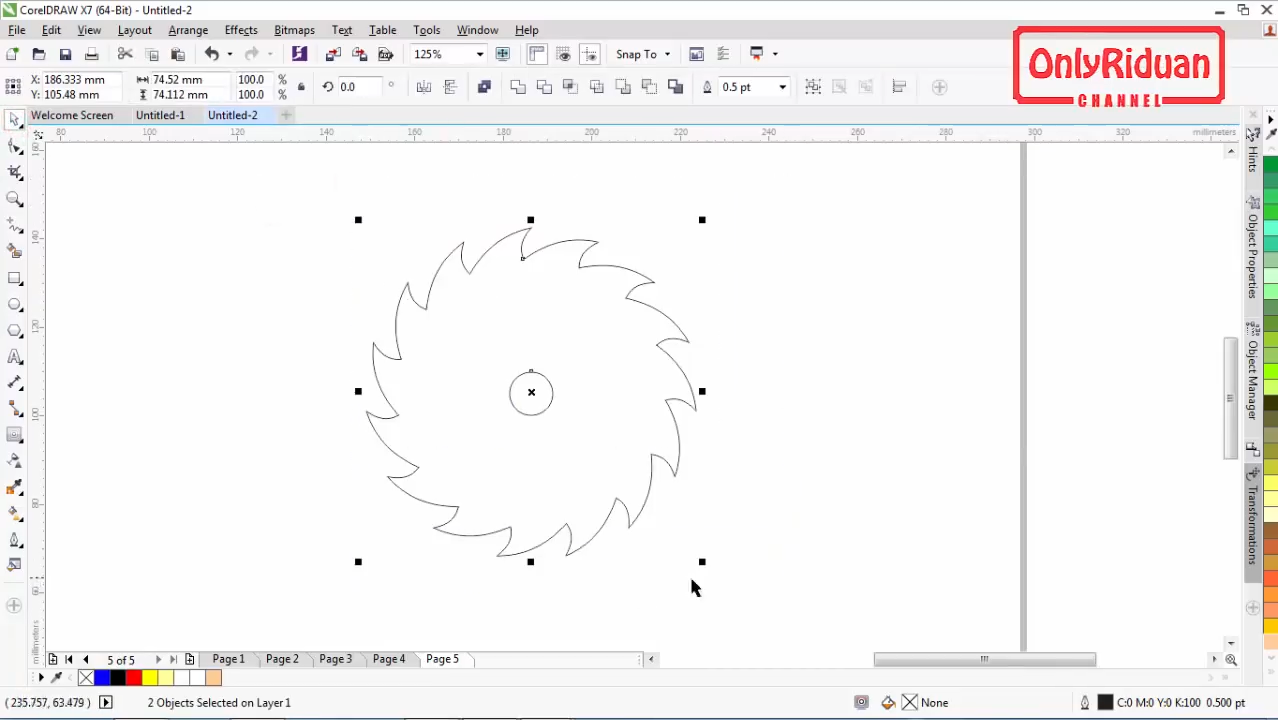 CorelDRAW X7 (64-Bit) - Untitled-2
File Edit View Layout Arrange Effects Bitmaps Text Table Tools Window Help
125% Snap To
X: 186.333 mm 74.52 mm 100.0 % 0.0 ° 0.5 pt
Y: 105.48 mm 74.112 mm 100.0 %
OnlyRiduan
CHANNEL
Welcome Screen Untitled-1 Untitled-2
80 100 120 140 160 180 200 220 240 260 280 300 320 millimeters
160
140
120
100
80
60
millimeters
Hints
Object Properties
Object Manager
Transformations
5 of 5 Page 1 Page 2 Page 3 Page 4 Page 5
(235.757, 63.479) 2 Objects Selected on Layer 1 None C:0 M:0 Y:0 K:100 0.500 pt